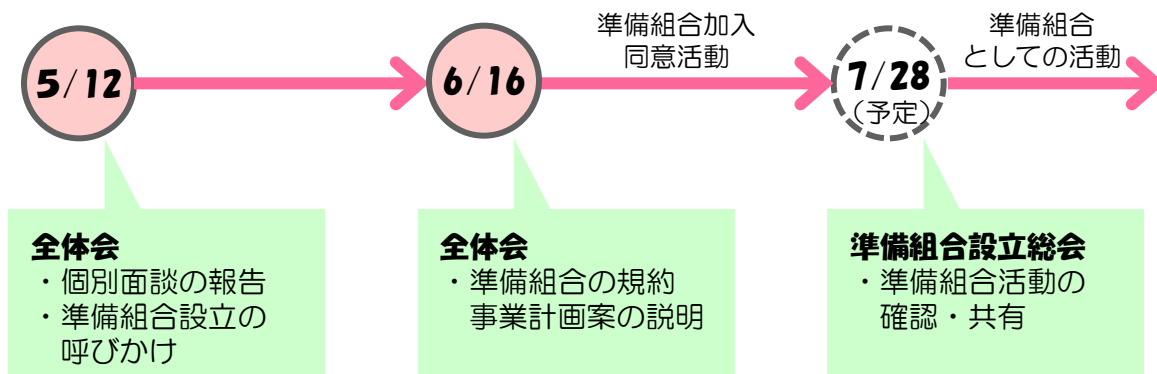 5/12
6/16
準備組合加入
同意活動
7/28
(予定)
準備組合
としての活動
全体会
・個別面談の報告
・準備組合設立の
呼びかけ
全体会
・準備組合の規約
事業計画案の説明
準備組合設立総会
・準備組合活動の
確認・共有